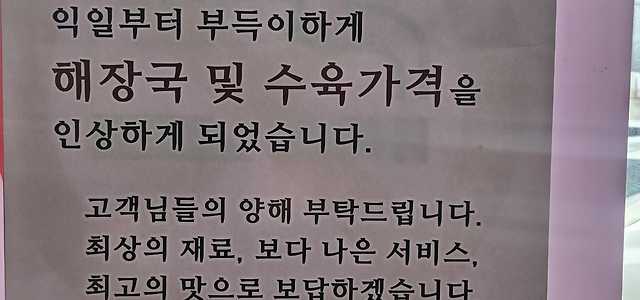 익일부터 부득이하게
해장국 및 수육가격을
인상하게 되었습니다.
고객님들의 양해 부탁드립니다.
최상의 재료, 보다 나은 서비스,
최고의 맛으로 보답하겠습니다